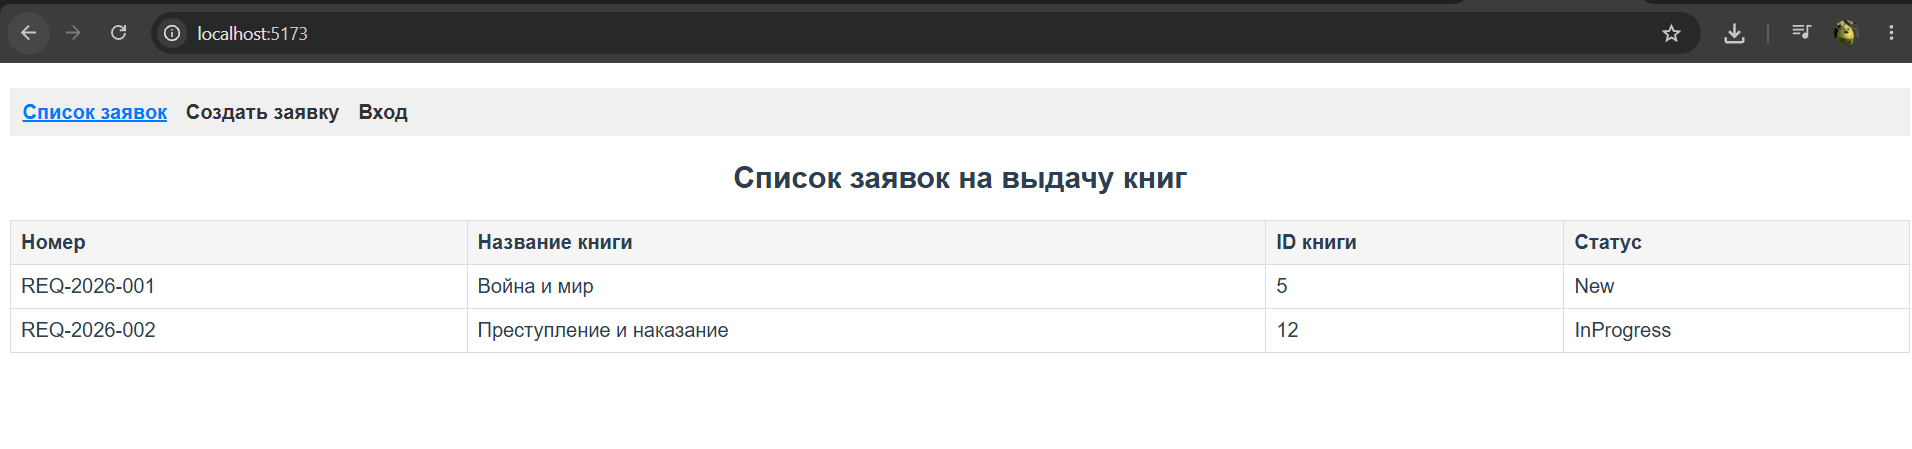 localhost:5173
Список заявок Создать заявку Вход
Список заявок на выдачу книг
Номер Название книги ID книги Статус
REQ-2026-001 Война и мир 5 New
REQ-2026-002 Преступление и наказание 12 InProgress